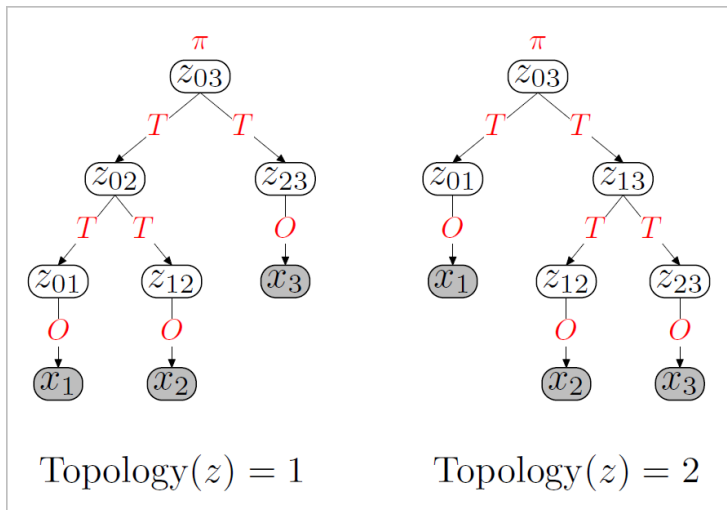 π π
z03 z03
T T T T
z02 z23 z01 z13
T T O O T T
z01 z12 x3 x1 z12 z23
O O O O
x1 x2 x2 x3
Topology(z) = 1 Topology(z) = 2